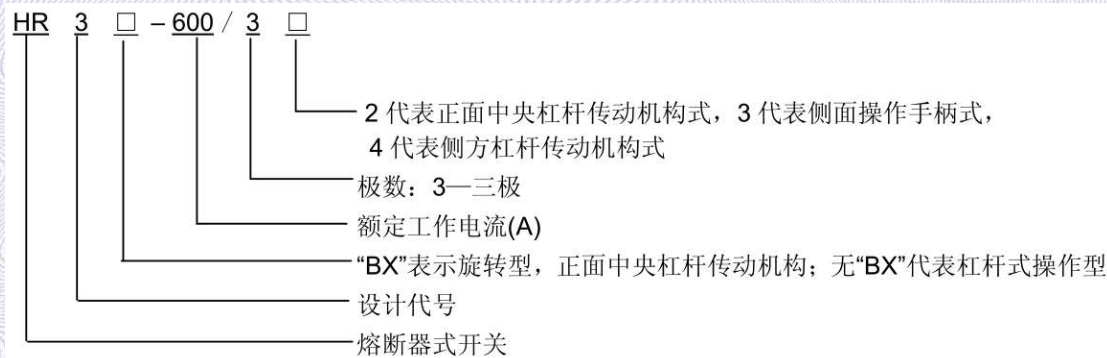 HR 3 □ – 600 / 3 □
2 代表正面中央杠杆传动机构式，3 代表侧面操作手柄式，
4 代表侧方杠杆传动机构式
极数：3—三极
额定工作电流(A)
“BX”表示旋转型，正面中央杠杆传动机构；无“BX”代表杠杆式操作型
设计代号
熔断器式开关